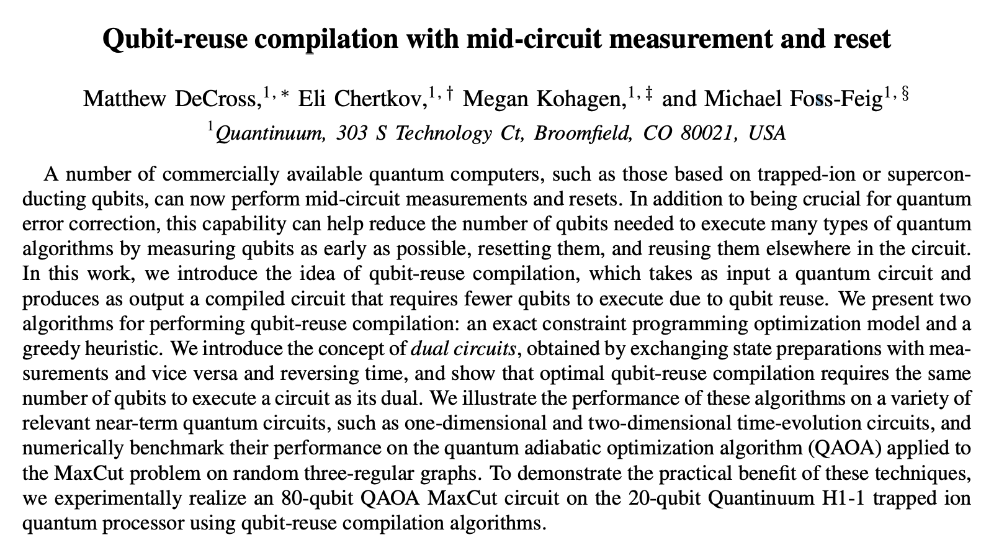 Qubit-reuse compilation with mid-circuit measurement and reset
Matthew DeCross,1, * Eli Chertkov,1, † Megan Kohagen,1, ‡ and Michael Foss-Feig1, §
1Quantinuum, 303 S Technology Ct, Broomfield, CO 80021, USA
A number of commercially available quantum computers, such as those based on trapped-ion or supercon-
ducting qubits, can now perform mid-circuit measurements and resets. In addition to being crucial for quantum
error correction, this capability can help reduce the number of qubits needed to execute many types of quantum
algorithms by measuring qubits as early as possible, resetting them, and reusing them elsewhere in the circuit.
In this work, we introduce the idea of qubit-reuse compilation, which takes as input a quantum circuit and
produces as output a compiled circuit that requires fewer qubits to execute due to qubit reuse. We present two
algorithms for performing qubit-reuse compilation: an exact constraint programming optimization model and a
greedy heuristic. We introduce the concept of dual circuits, obtained by exchanging state preparations with mea-
surements and vice versa and reversing time, and show that optimal qubit-reuse compilation requires the same
number of qubits to execute a circuit as its dual. We illustrate the performance of these algorithms on a variety of
relevant near-term quantum circuits, such as one-dimensional and two-dimensional time-evolution circuits, and
numerically benchmark their performance on the quantum adiabatic optimization algorithm (QAOA) applied to
the MaxCut problem on random three-regular graphs. To demonstrate the practical benefit of these techniques,
we experimentally realize an 80-qubit QAOA MaxCut circuit on the 20-qubit Quantinuum H1-1 trapped ion
quantum processor using qubit-reuse compilation algorithms.